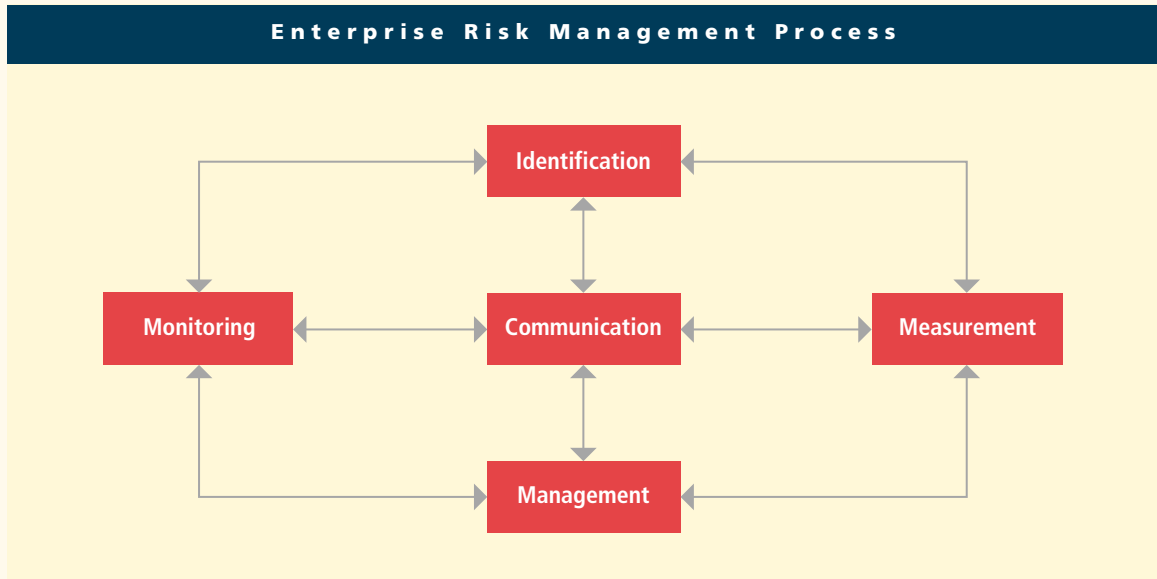 Enterprise Risk Management Process
Identification
Monitoring
Communication
Measurement
Management